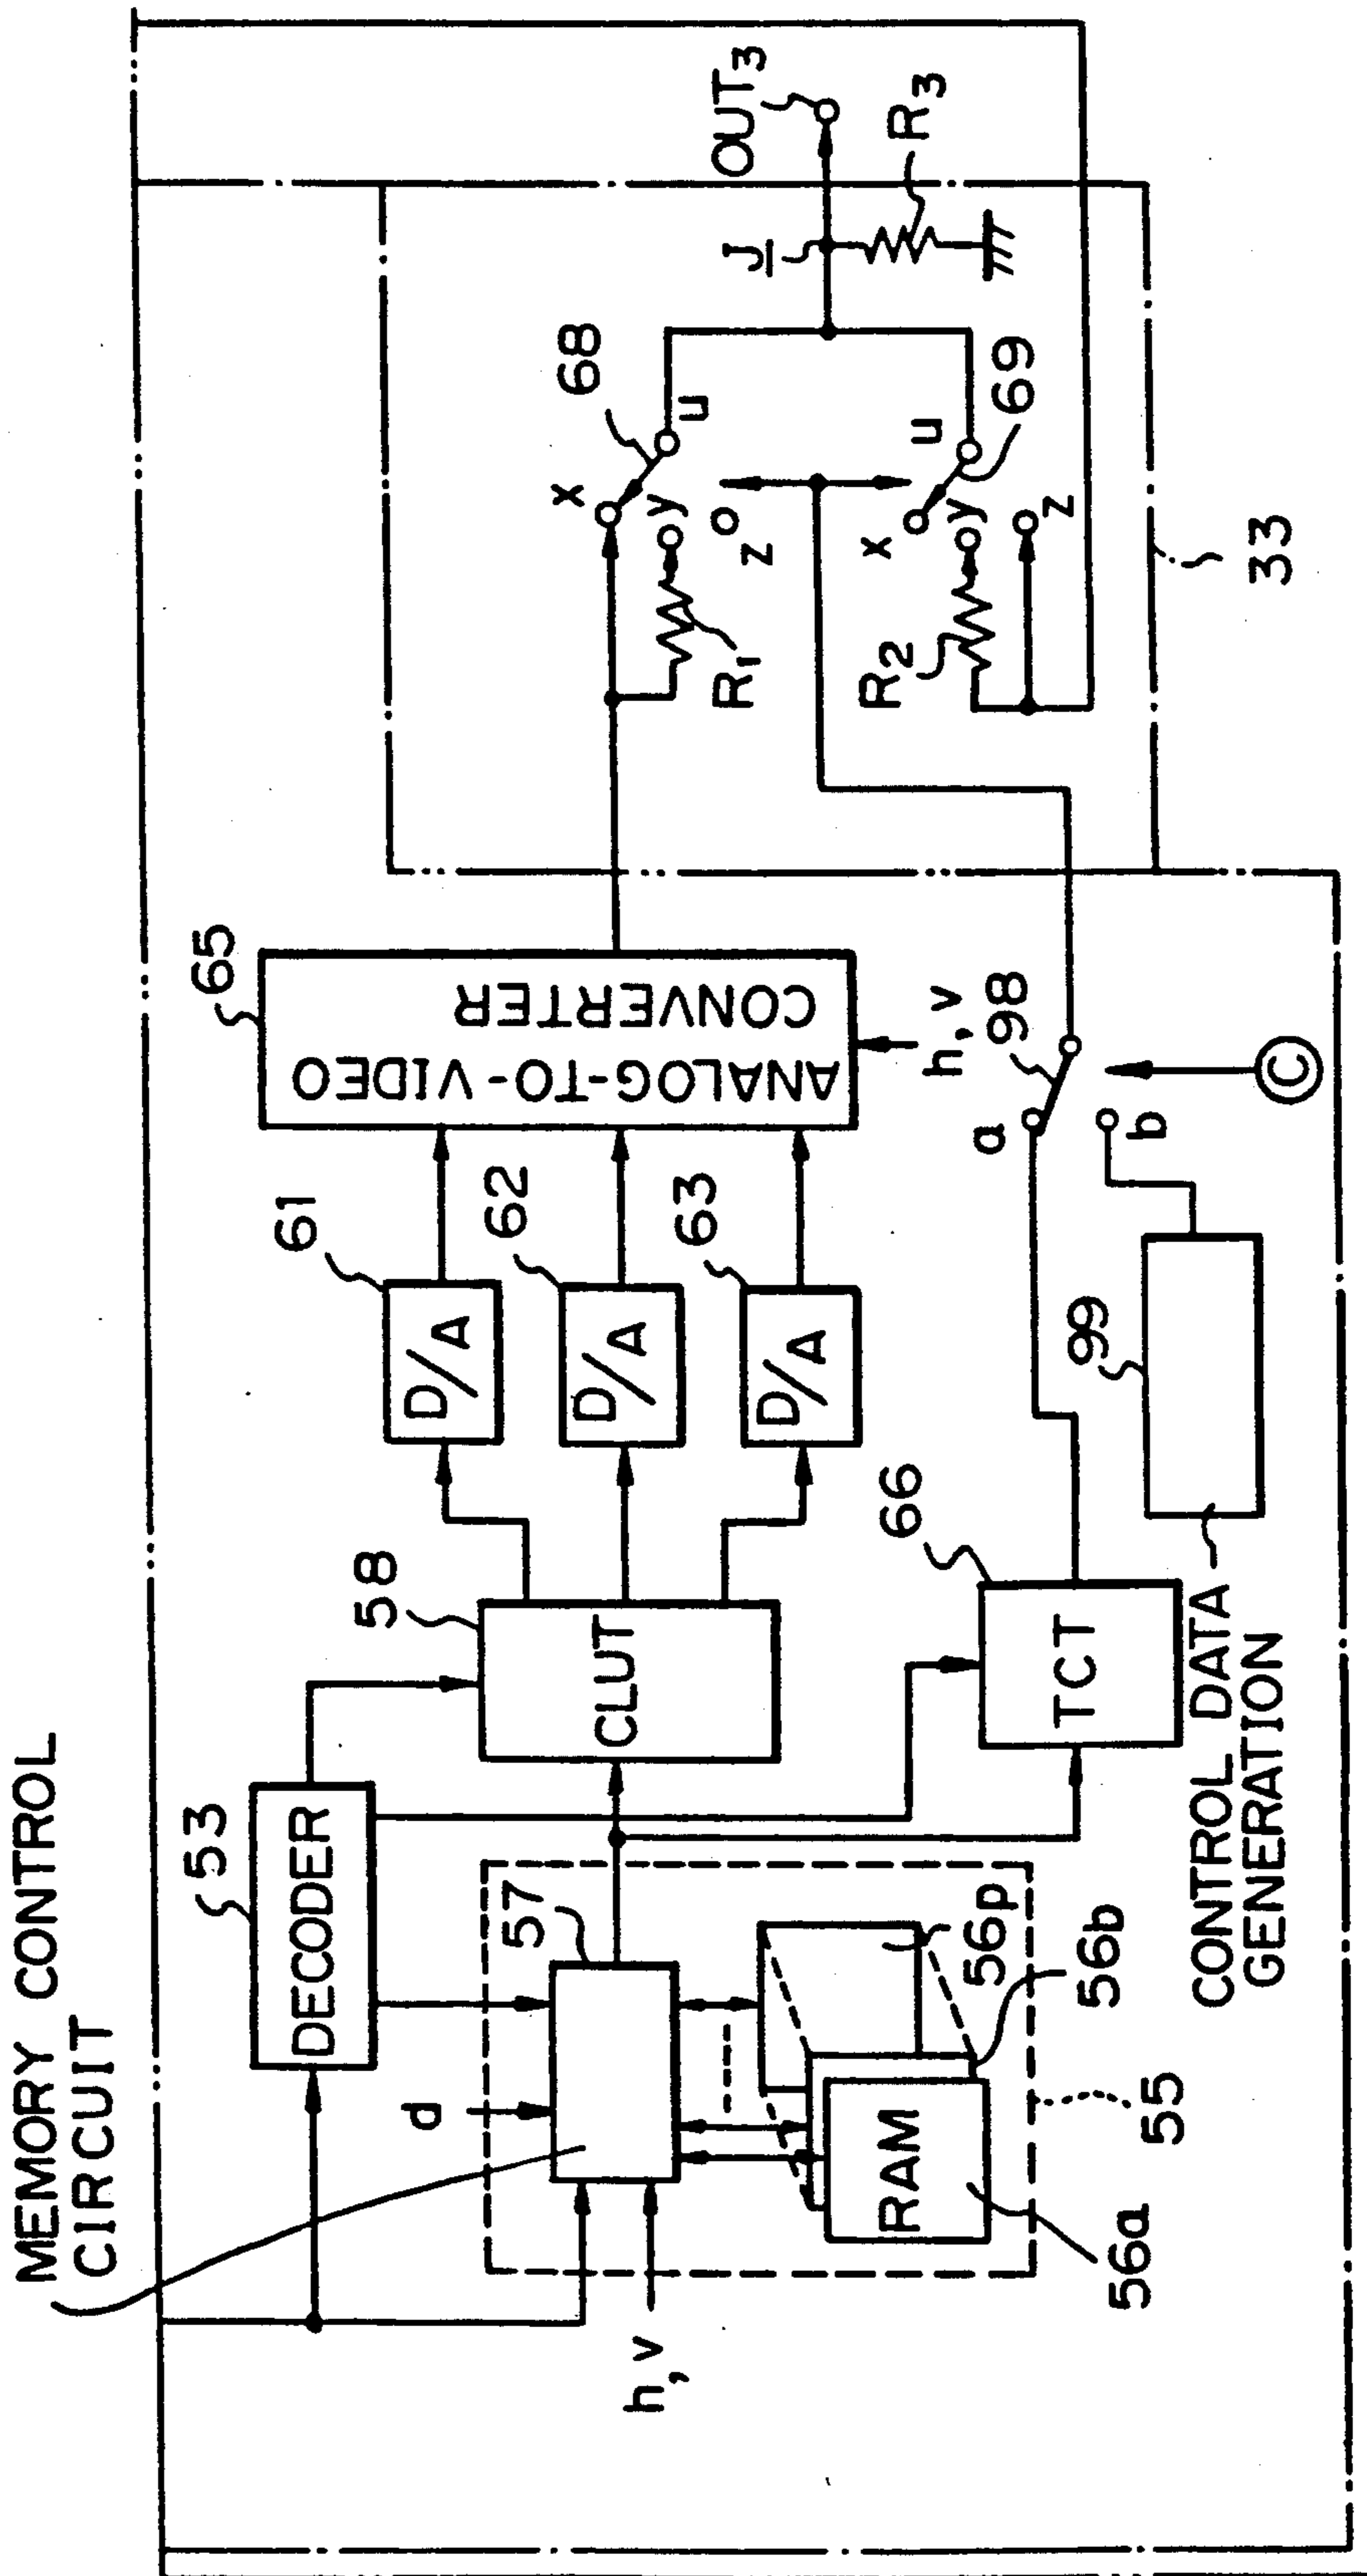 MEMORY CONTROL
CIRCUIT
53
DECODER
d
h, v
57
RAM
56a
56b
56p
55
58
CLUT
66
TCT
CONTROL DATA
GENERATION
99
61
D/A
62
D/A
63
D/A
65
ANALOG-TO-VIDEO
CONVERTER
h, v
a
b
98
C
x
y
z
u
68
R1
x
y
z
u
69
R2
J
R3
OUT3
33